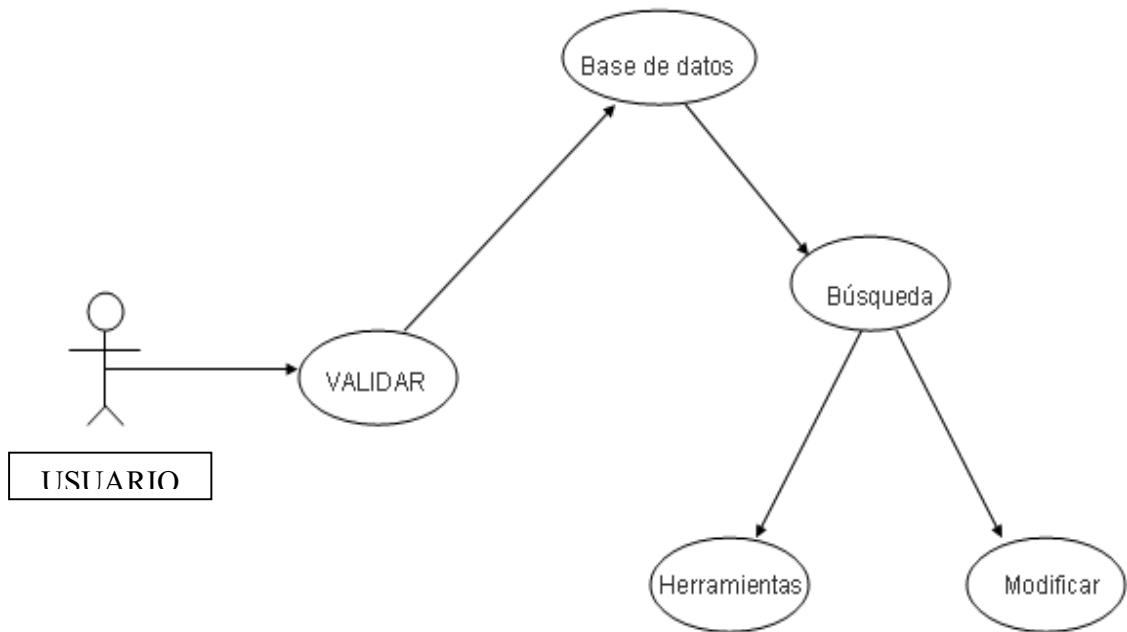 Base de datos
Búsqueda
VALIDAR
USUARIO
Herramientas
Modificar